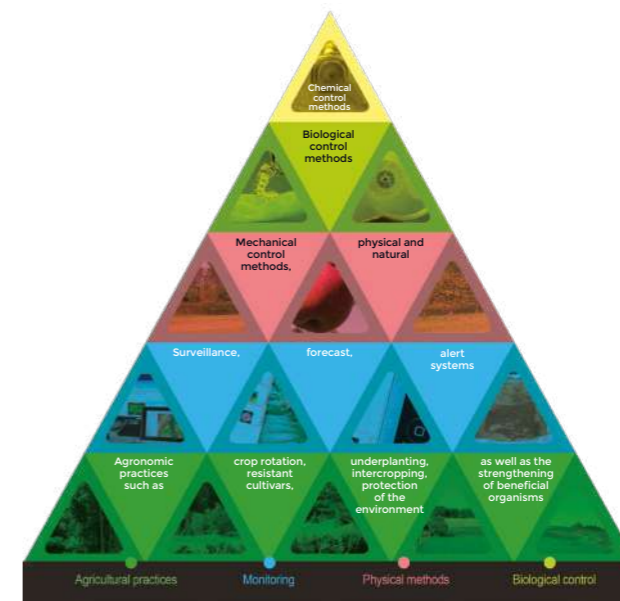 Chemical
control
methods
Biological
control
methods
Mechanical
control
methods,
physical and
natural
Surveillance,
forecast,
alert
systems
Agronomic
practices
such as
crop rotation,
resistant
cultivars,
underplanting,
intercropping,
protection
of the
environment
as well as the
strengthening
of beneficial
organisms
Agricultural practices
Monitoring
Physical methods
Biological control